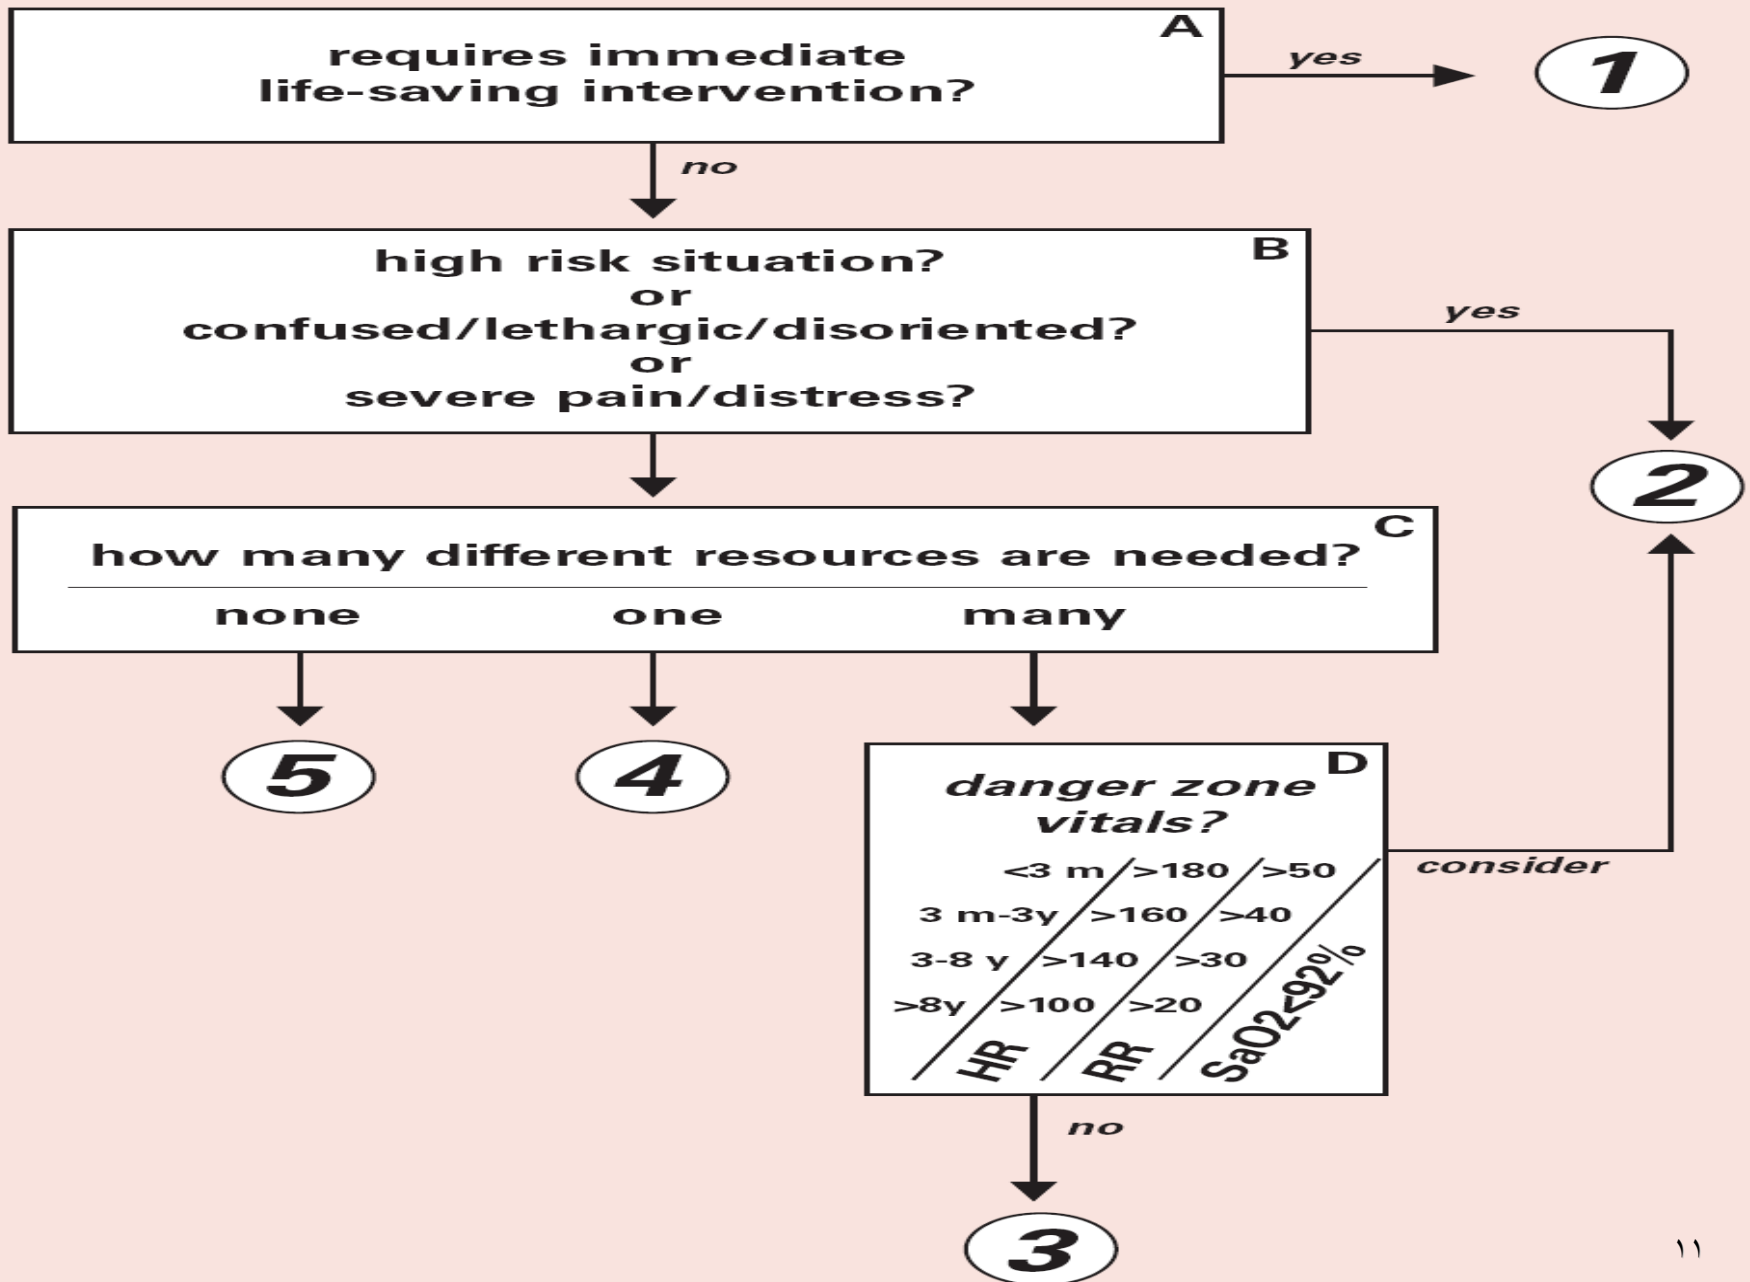 A
requires immediate
life-saving intervention?
yes
1
no
B
high risk situation?
or
confused/lethargic/disoriented?
or
severe pain/distress?
yes
2
C
how many different resources are needed?
none one many
5 4
D
danger zone
vitals?
<3 m >180 >50
3 m-3y >160 >40
3-8 y >140 >30
>8y >100 >20
HR RR SaO2<92%
consider
no
3
١١